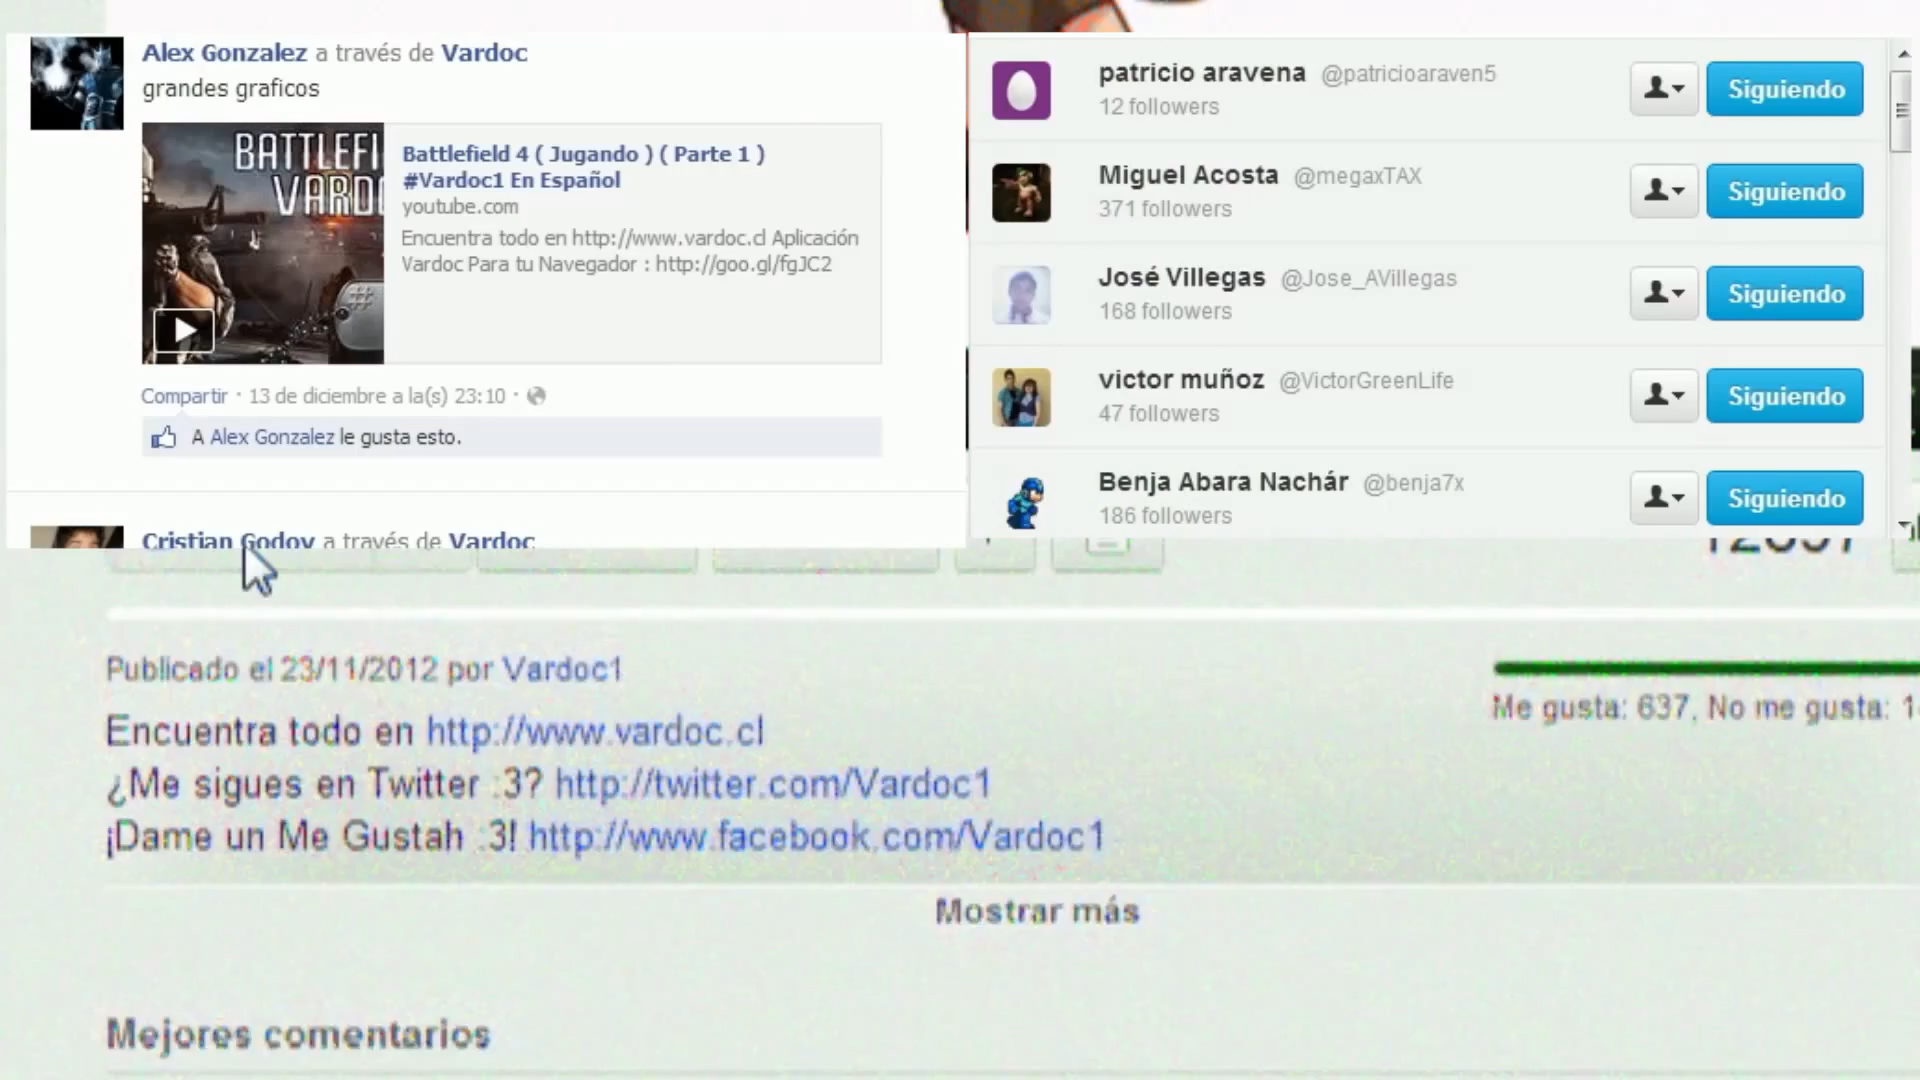 Alex Gonzalez a través de Vardoc
grandes graficos
BATTLEFI
VARDO
Battlefield 4 ( Jugando ) ( Parte 1 )
#Vardoc1 En Español
youtube.com
Encuentra todo en http://www.vardoc.cl Aplicación
Vardoc Para tu Navegador : http://goo.gl/fgJC2
Compartir · 13 de diciembre a la(s) 23:10 ·
A Alex Gonzalez le gusta esto.
Cristian Godoy a través de Vardoc
patricio aravena @patricioaraven5
12 followers
Siguiendo
Miguel Acosta @megaxTAX
371 followers
Siguiendo
José Villegas @Jose_AVillegas
168 followers
Siguiendo
victor muñoz @VictorGreenLife
47 followers
Siguiendo
Benja Abara Nachár @benja7x
186 followers
Siguiendo
Publicado el 23/11/2012 por Vardoc1
Me gusta: 637, No me gusta:
Encuentra todo en http://www.vardoc.cl
¿Me sigues en Twitter :3? http://twitter.com/Vardoc1
¡Dame un Me Gustah :3! http://www.facebook.com/Vardoc1
Mostrar más
Mejores comentarios